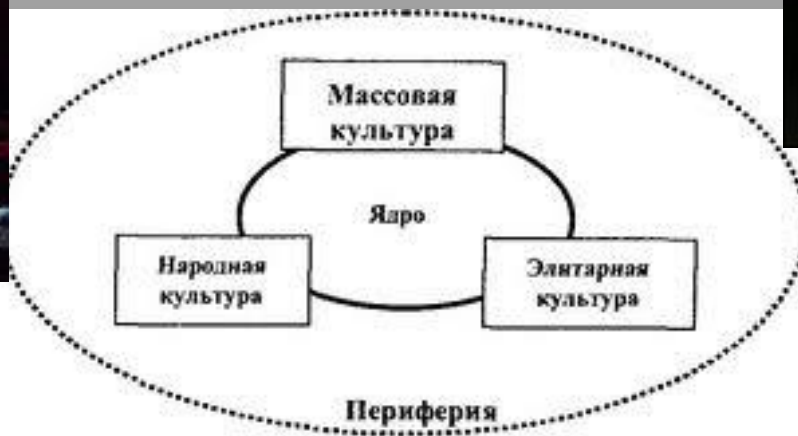 Массовая
культура
Ядро
Народная
культура
Элитарная
культура
Периферия